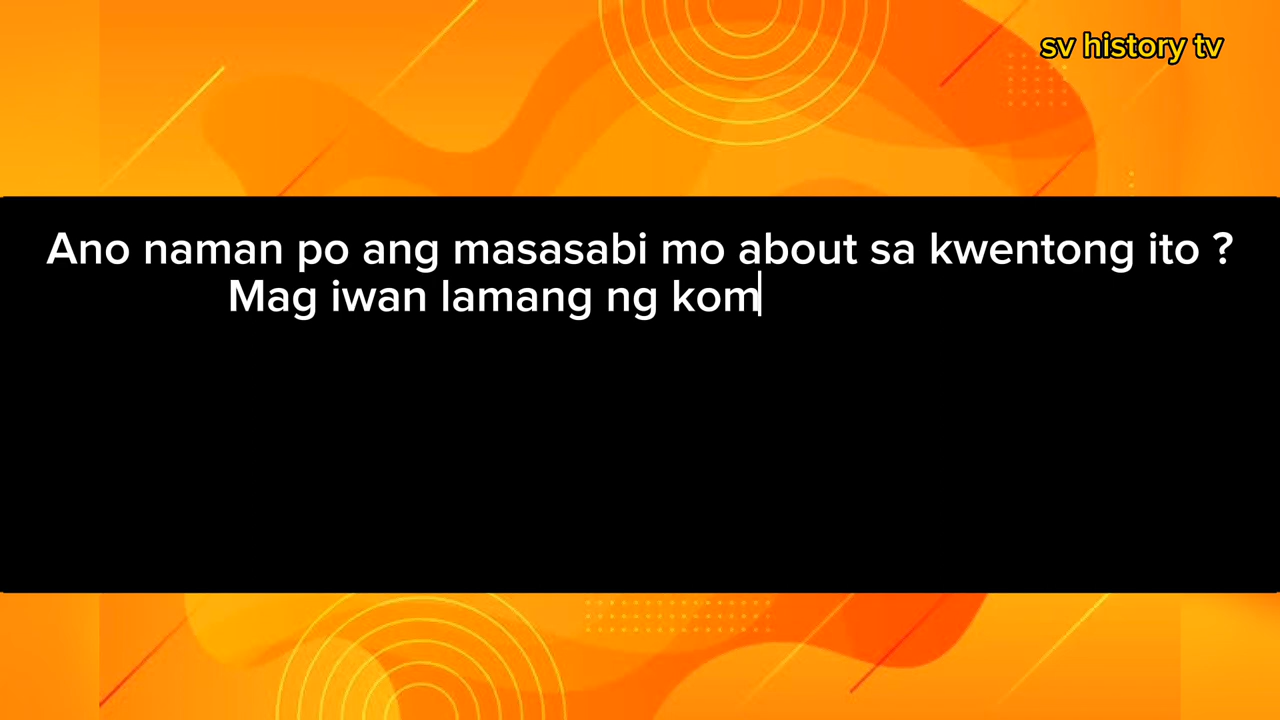 sv history tv
Ano naman po ang masasabi mo about sa kwentong ito ?
Mag iwan lamang ng kom